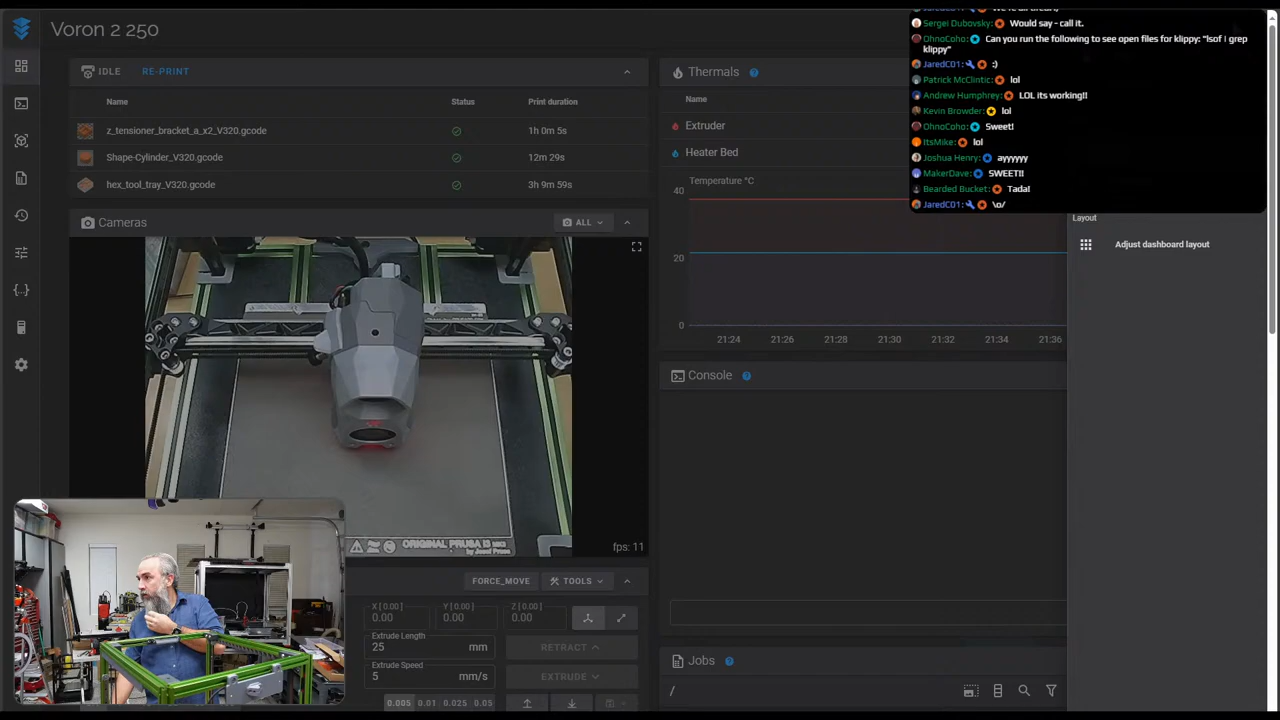 Voron 2 250
IDLE
RE-PRINT
Name
Status
Print duration
z_tensioner_bracket_a_x2_V320.gcode
1h 0m 5s
Shape-Cylinder_V320.gcode
12m 29s
hex_tool_tray_V320.gcode
3h 9m 59s
Cameras
ALL
ORIGINAL PRUSA i3 MK3
by Josef Prusa
fps: 11
FORCE_MOVE
TOOLS
X [ 0.00 ]
Y [ 0.00 ]
Z [ 0.00 ]
0.00
0.00
0.00
Extrude Length
25
mm
RETRACT
Extrude Speed
5
mm/s
EXTRUDE
0.005
0.01
0.025
0.05
Thermals
Name
Extruder
Heater Bed
Temperature °C
40
20
0
21:24
21:26
21:28
21:30
21:32
21:34
21:36
Console
Jobs
/
Sergei Dubovsky: Would say - call it.
OhnoCoho: Can you run the following to see open files for klippy: "lsof | grep
klippy"
JaredC01: :)
Patrick McClintic: lol
Andrew Humphrey: LOL its working!!
Kevin Browder: lol
OhnoCoho: Sweet!
ItsMike: lol
Joshua Henry: ayyyyyy
MakerDave: SWEET!!
Bearded Bucket: Tada!
JaredC01: \o/
Layout
Adjust dashboard layout